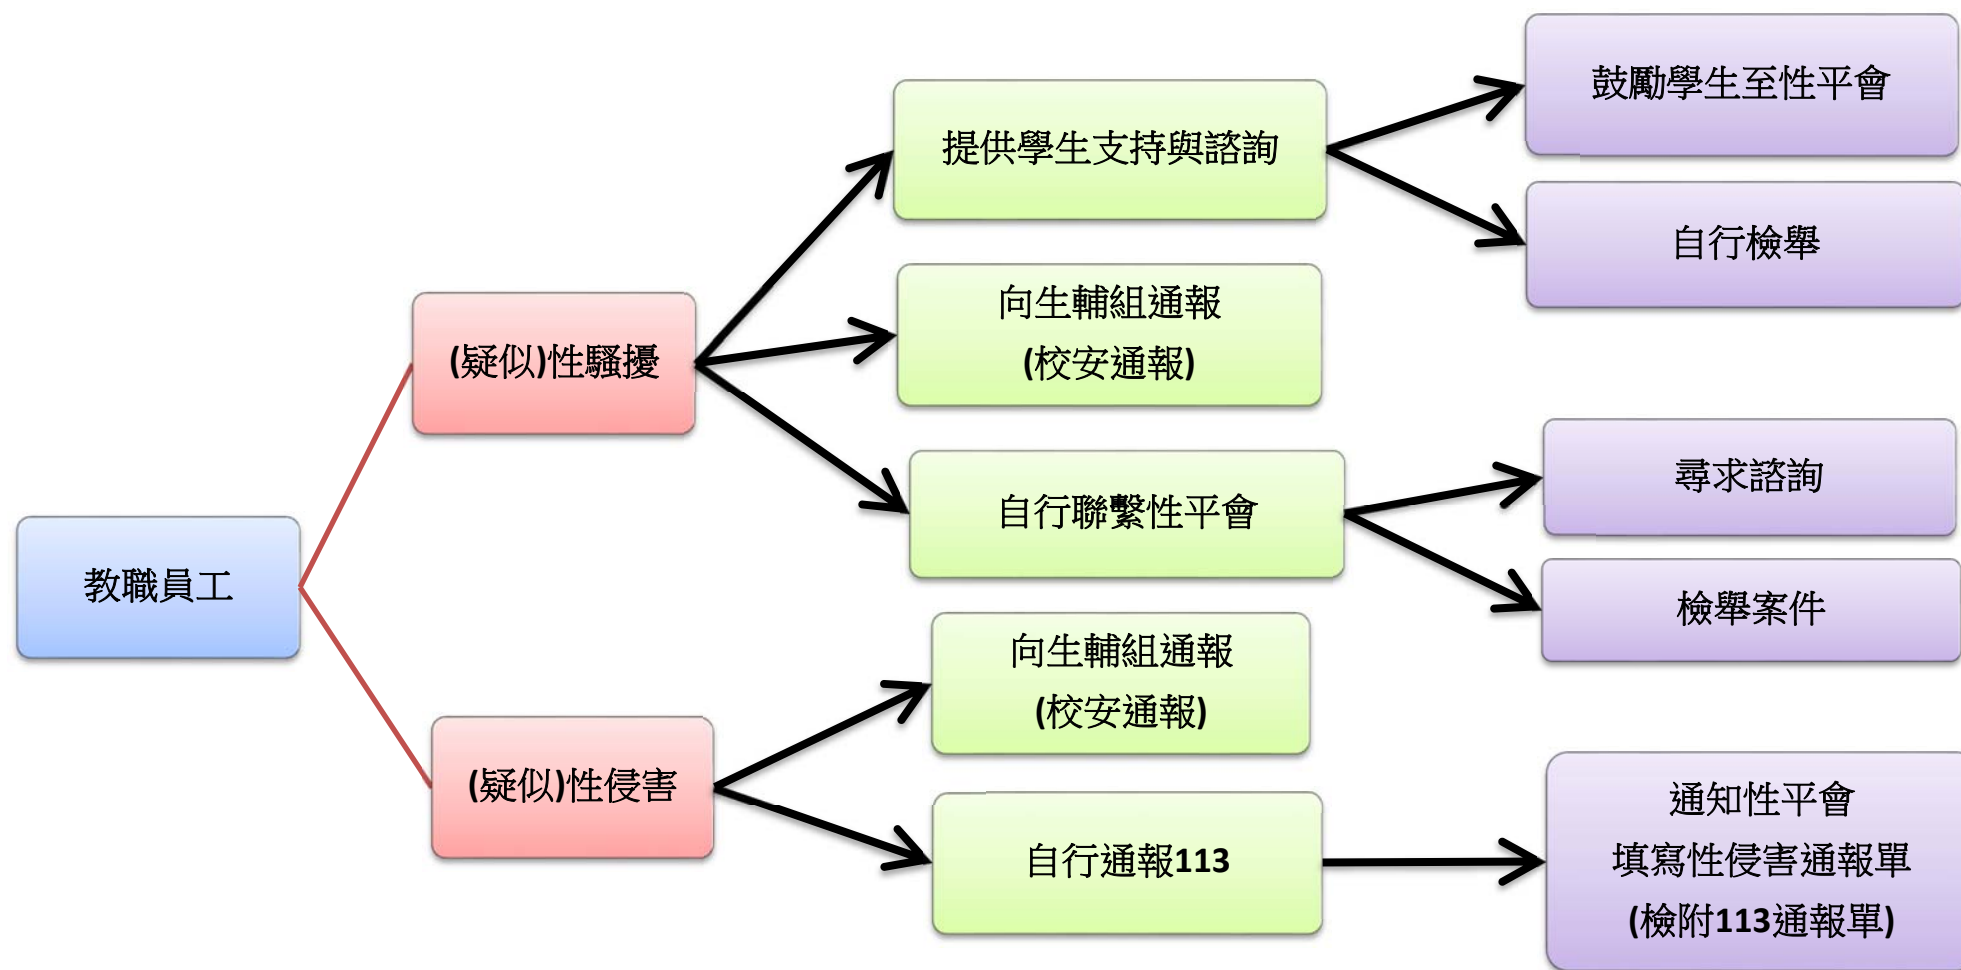 教職員工
(疑似)性騷擾
提供學生支持與諮詢
鼓勵學生至性平會
自行檢舉
向生輔組通報
(校安通報)
自行聯繫性平會
尋求諮詢
檢舉案件
(疑似)性侵害
向生輔組通報
(校安通報)
自行通報113
通知性平會
填寫性侵害通報單
(檢附113通報單)